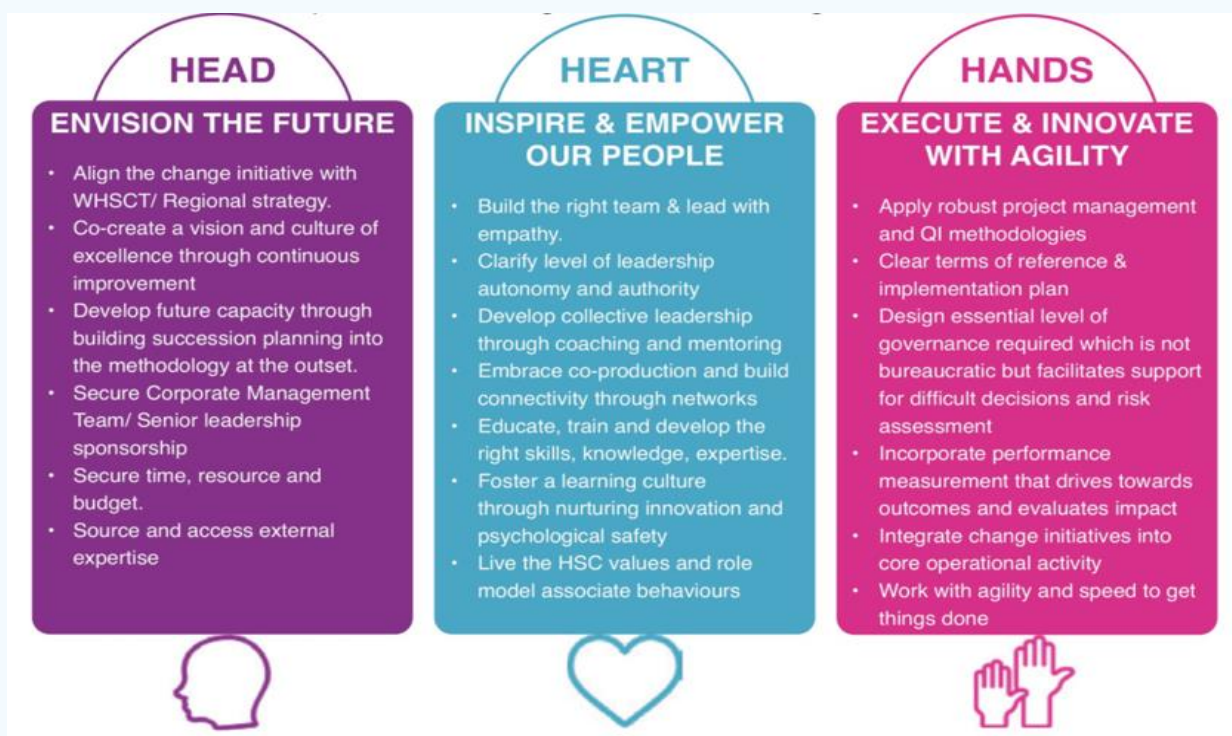 HEAD
ENVISION THE FUTURE
• Align the change initiative with
WHSCT/ Regional strategy.
• Co-create a vision and culture of
excellence through continuous
improvement
• Develop future capacity through
building succession planning into
the methodology at the outset.
• Secure Corporate Management
Team/ Senior leadership
sponsorship
• Secure time, resource and
budget.
• Source and access external
expertise
HEART
INSPIRE & EMPOWER
OUR PEOPLE
• Build the right team & lead with
empathy.
• Clarify level of leadership
autonomy and authority
• Develop collective leadership
through coaching and mentoring
• Embrace co-production and build
connectivity through networks
• Educate, train and develop the
right skills, knowledge, expertise.
• Foster a learning culture
through nurturing innovation and
psychological safety
• Live the HSC values and role
model associate behaviours
HANDS
EXECUTE & INNOVATE
WITH AGILITY
• Apply robust project management
and QI methodologies
• Clear terms of reference &
implementation plan
• Design essential level of
governance required which is not
bureaucratic but facilitates support
for difficult decisions and risk
assessment
• Incorporate performance
measurement that drives towards
outcomes and evaluates impact
• Integrate change initiatives into
core operational activity
• Work with agility and speed to get
things done